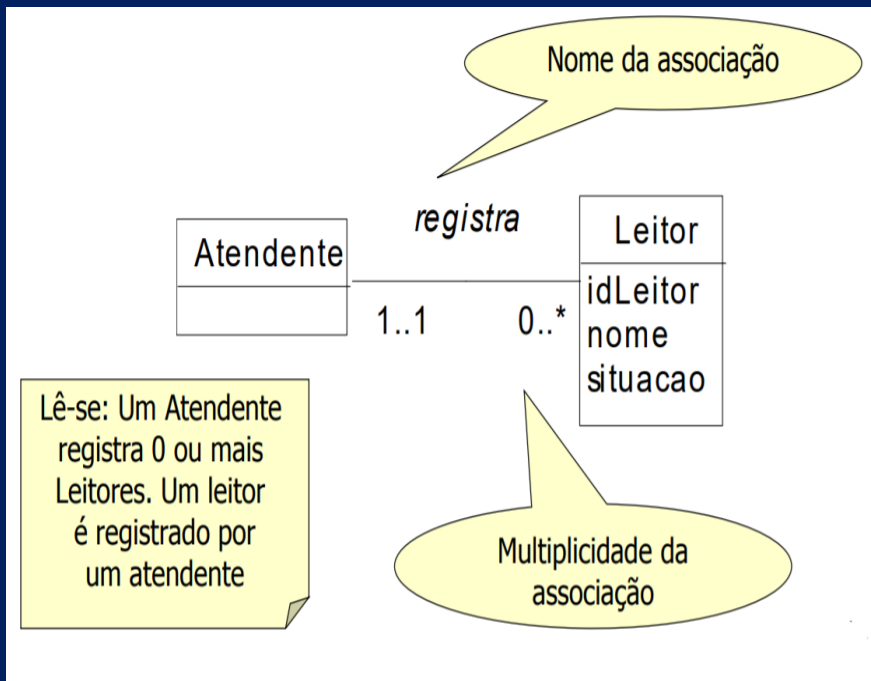 Nome da associação
registra
Atendente
Leitor
idLeitor
nome
situacao
1..1
0..*
Lê-se: Um Atendente
registra 0 ou mais
Leitores. Um leitor
é registrado por
um atendente
Multiplicidade da
associação